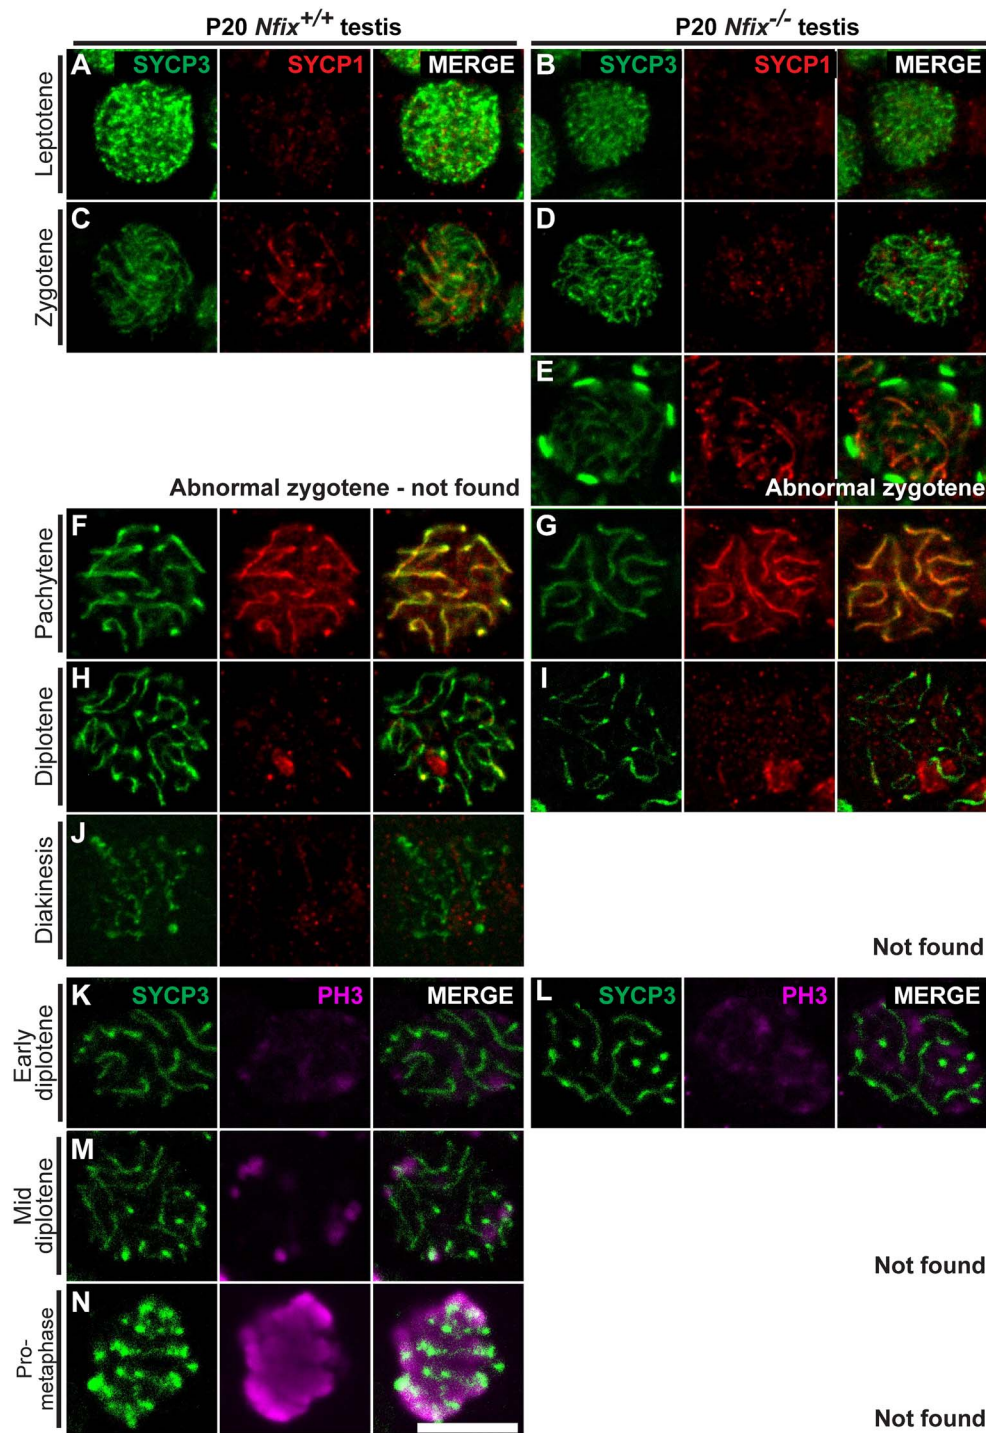 P20 Nfix+/+ testis
P20 Nfix-/- testis
Leptotene
A SYCP3 SYCP1 MERGE
B SYCP3 SYCP1 MERGE
Zygotene
C
D
E
Abnormal zygotene - not found
Abnormal zygotene
Pachytene
F
G
Diplotene
H
I
Diakinesis
J
Not found
Early
diplotene
K SYCP3 PH3 MERGE
L SYCP3 PH3 MERGE
Mid
diplotene
M
Not found
Pro-
metaphase
N
Not found